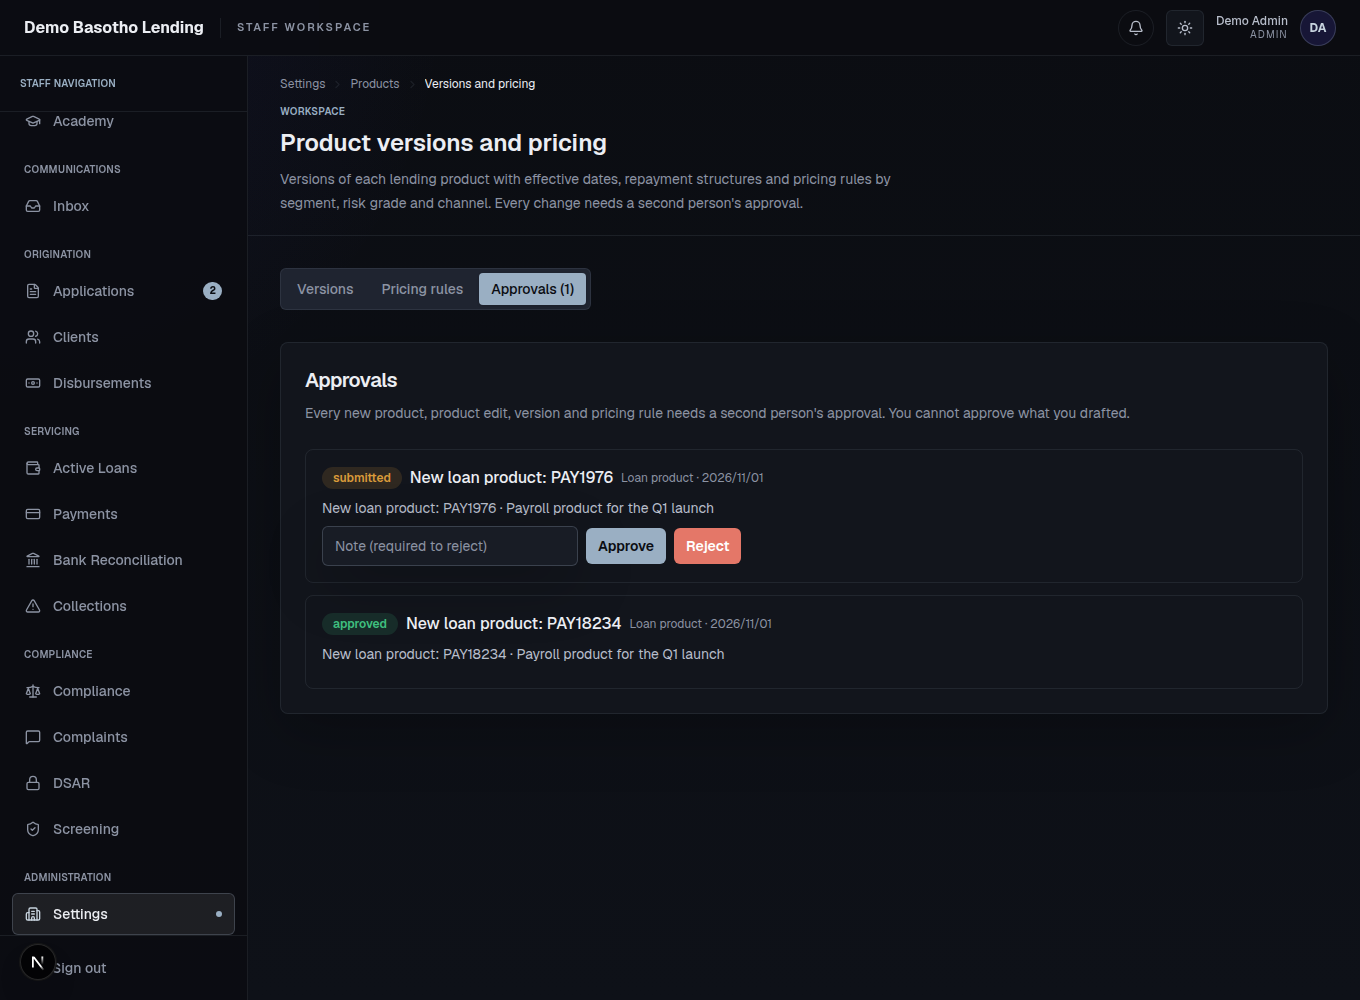 Demo Basotho Lending
STAFF WORKSPACE
Demo Admin
ADMIN
DA
STAFF NAVIGATION
Academy
COMMUNICATIONS
Inbox
ORIGINATION
Applications
2
Clients
Disbursements
SERVICING
Active Loans
Payments
Bank Reconciliation
Collections
COMPLIANCE
Compliance
Complaints
DSAR
Screening
ADMINISTRATION
Settings
N
Sign out
Settings > Products > Versions and pricing
WORKSPACE
Product versions and pricing
Versions of each lending product with effective dates, repayment structures and pricing rules by
segment, risk grade and channel. Every change needs a second person's approval.
Versions Pricing rules Approvals (1)
Approvals
Every new product, product edit, version and pricing rule needs a second person's approval. You cannot approve what you drafted.
submitted New loan product: PAY1976 Loan product · 2026/11/01
New loan product: PAY1976 · Payroll product for the Q1 launch
Note (required to reject) Approve Reject
approved New loan product: PAY18234 Loan product · 2026/11/01
New loan product: PAY18234 · Payroll product for the Q1 launch